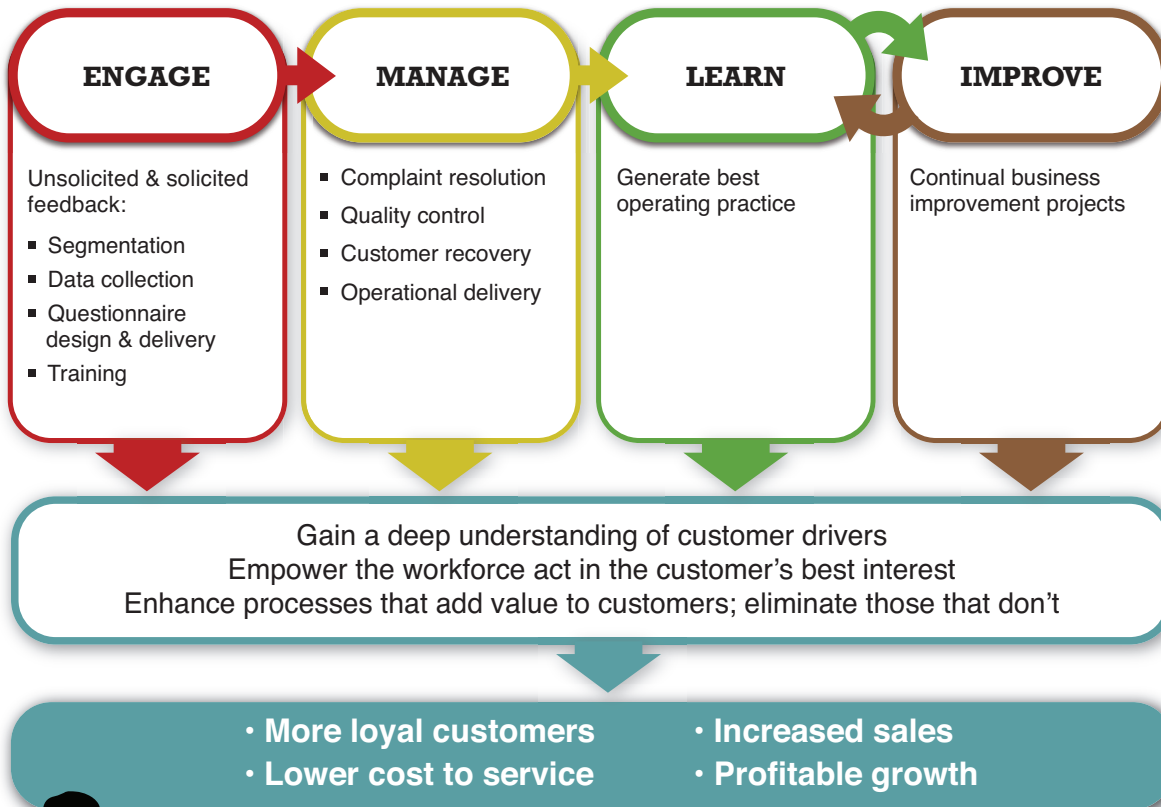 ENGAGE
Unsolicited & solicited
feedback:
▪ Segmentation
▪ Data collection
▪ Questionnaire
design & delivery
▪ Training
MANAGE
▪ Complaint resolution
▪ Quality control
▪ Customer recovery
▪ Operational delivery
LEARN
Generate best
operating practice
IMPROVE
Continual business
improvement projects
Gain a deep understanding of customer drivers
Empower the workforce act in the customer’s best interest
Enhance processes that add value to customers; eliminate those that don’t
· More loyal customers
· Lower cost to service
· Increased sales
· Profitable growth